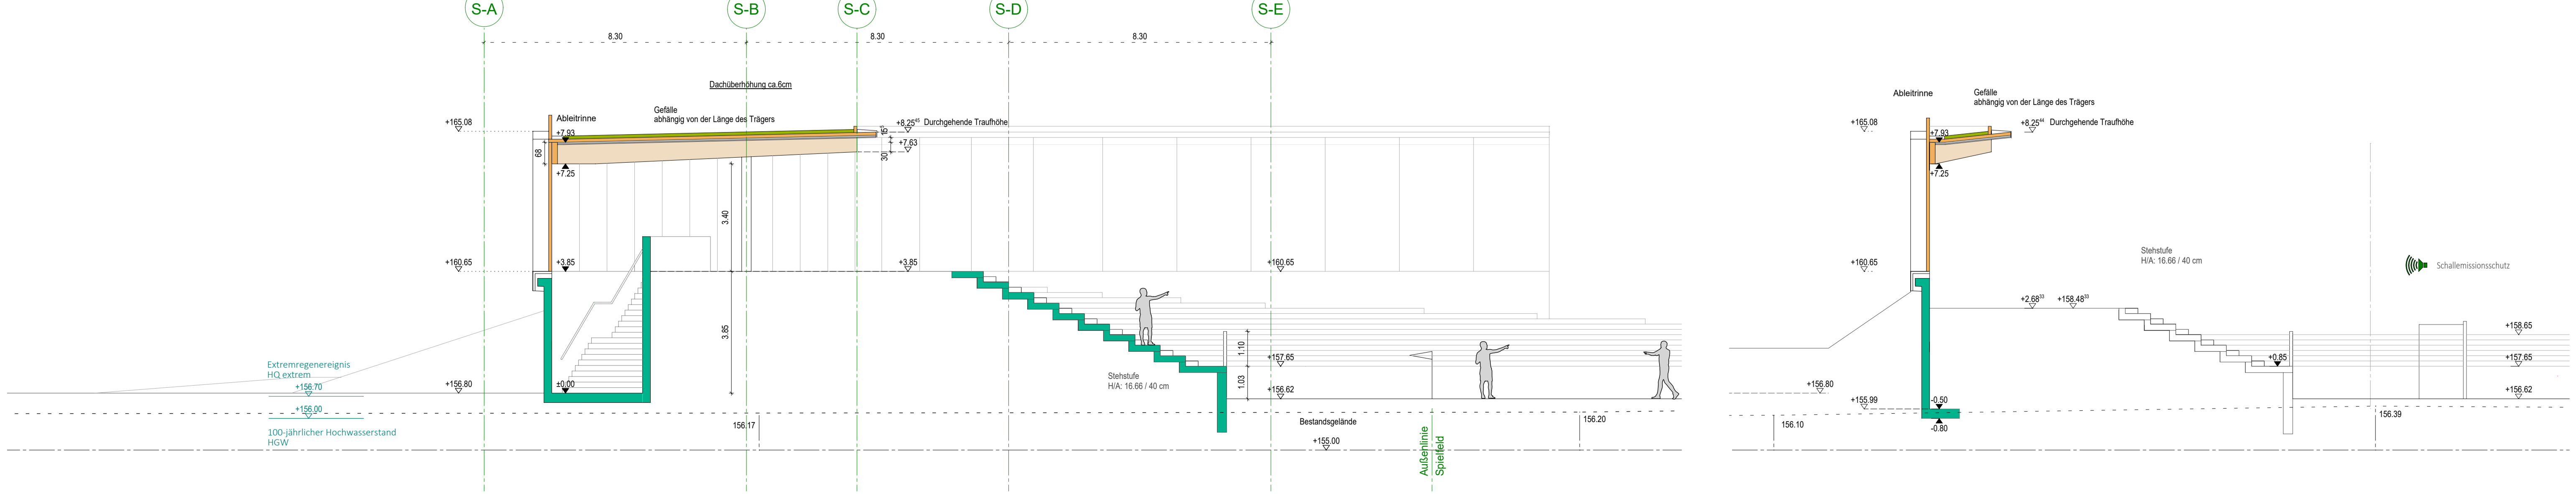 S-A
S-B
S-C
S-D
S-E
8.30
8.30
8.30
Dachüberhöhung ca.6cm
Gefälle
abhängig von der Länge des Trägers
Ableitrinne
+165.08
+7.93
68
+7.25
+8.25⁴⁵ Durchgehende Traufhöhe
15⁵
+7.63
30
3.40
+160.65
+3.85
+3.85
+160.65
3.85
Extremregenereignis
HQ extrem
+156.70
+156.80
±0.00
+156.00
100-jährlicher Hochwasserstand
HGW
156.17
Stehstufe
H/A: 16.66 / 40 cm
1.10
1.03
+157.65
+156.62
Bestandsgelände
+155.00
Außenlinie
Spielfeld
156.20
Ableitrinne
Gefälle
abhängig von der Länge des Trägers
+165.08
+8.25⁴⁴ Durchgehende Traufhöhe
+7.93
+7.25
+160.65
Stehstufe
H/A: 16.66 / 40 cm
Schallemissionsschutz
+2.68³³
+158.48³³
+158.65
+0.85
+157.65
+156.80
+156.62
+155.99
-0.50
-0.80
156.10
156.39